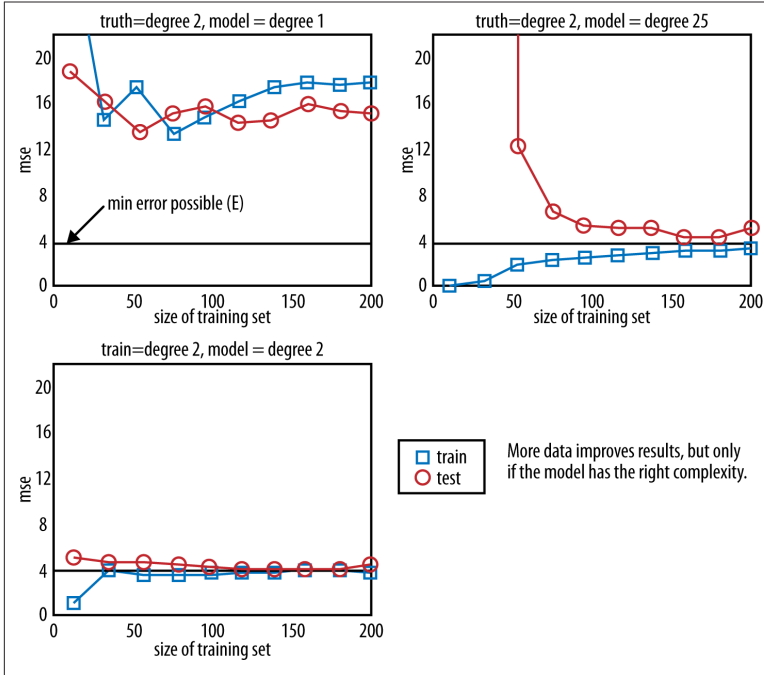 truth=degree 2, model = degree 1
20
16
12
8
4
0
mse
min error possible (E)
0 50 100 150 200
size of training set
truth=degree 2, model = degree 25
20
16
12
8
4
0
mse
0 50 100 150 200
size of training set
train=degree 2, model = degree 2
20
16
12
8
4
0
mse
0 50 100 150 200
size of training set
train
test
More data improves results, but only
if the model has the right complexity.